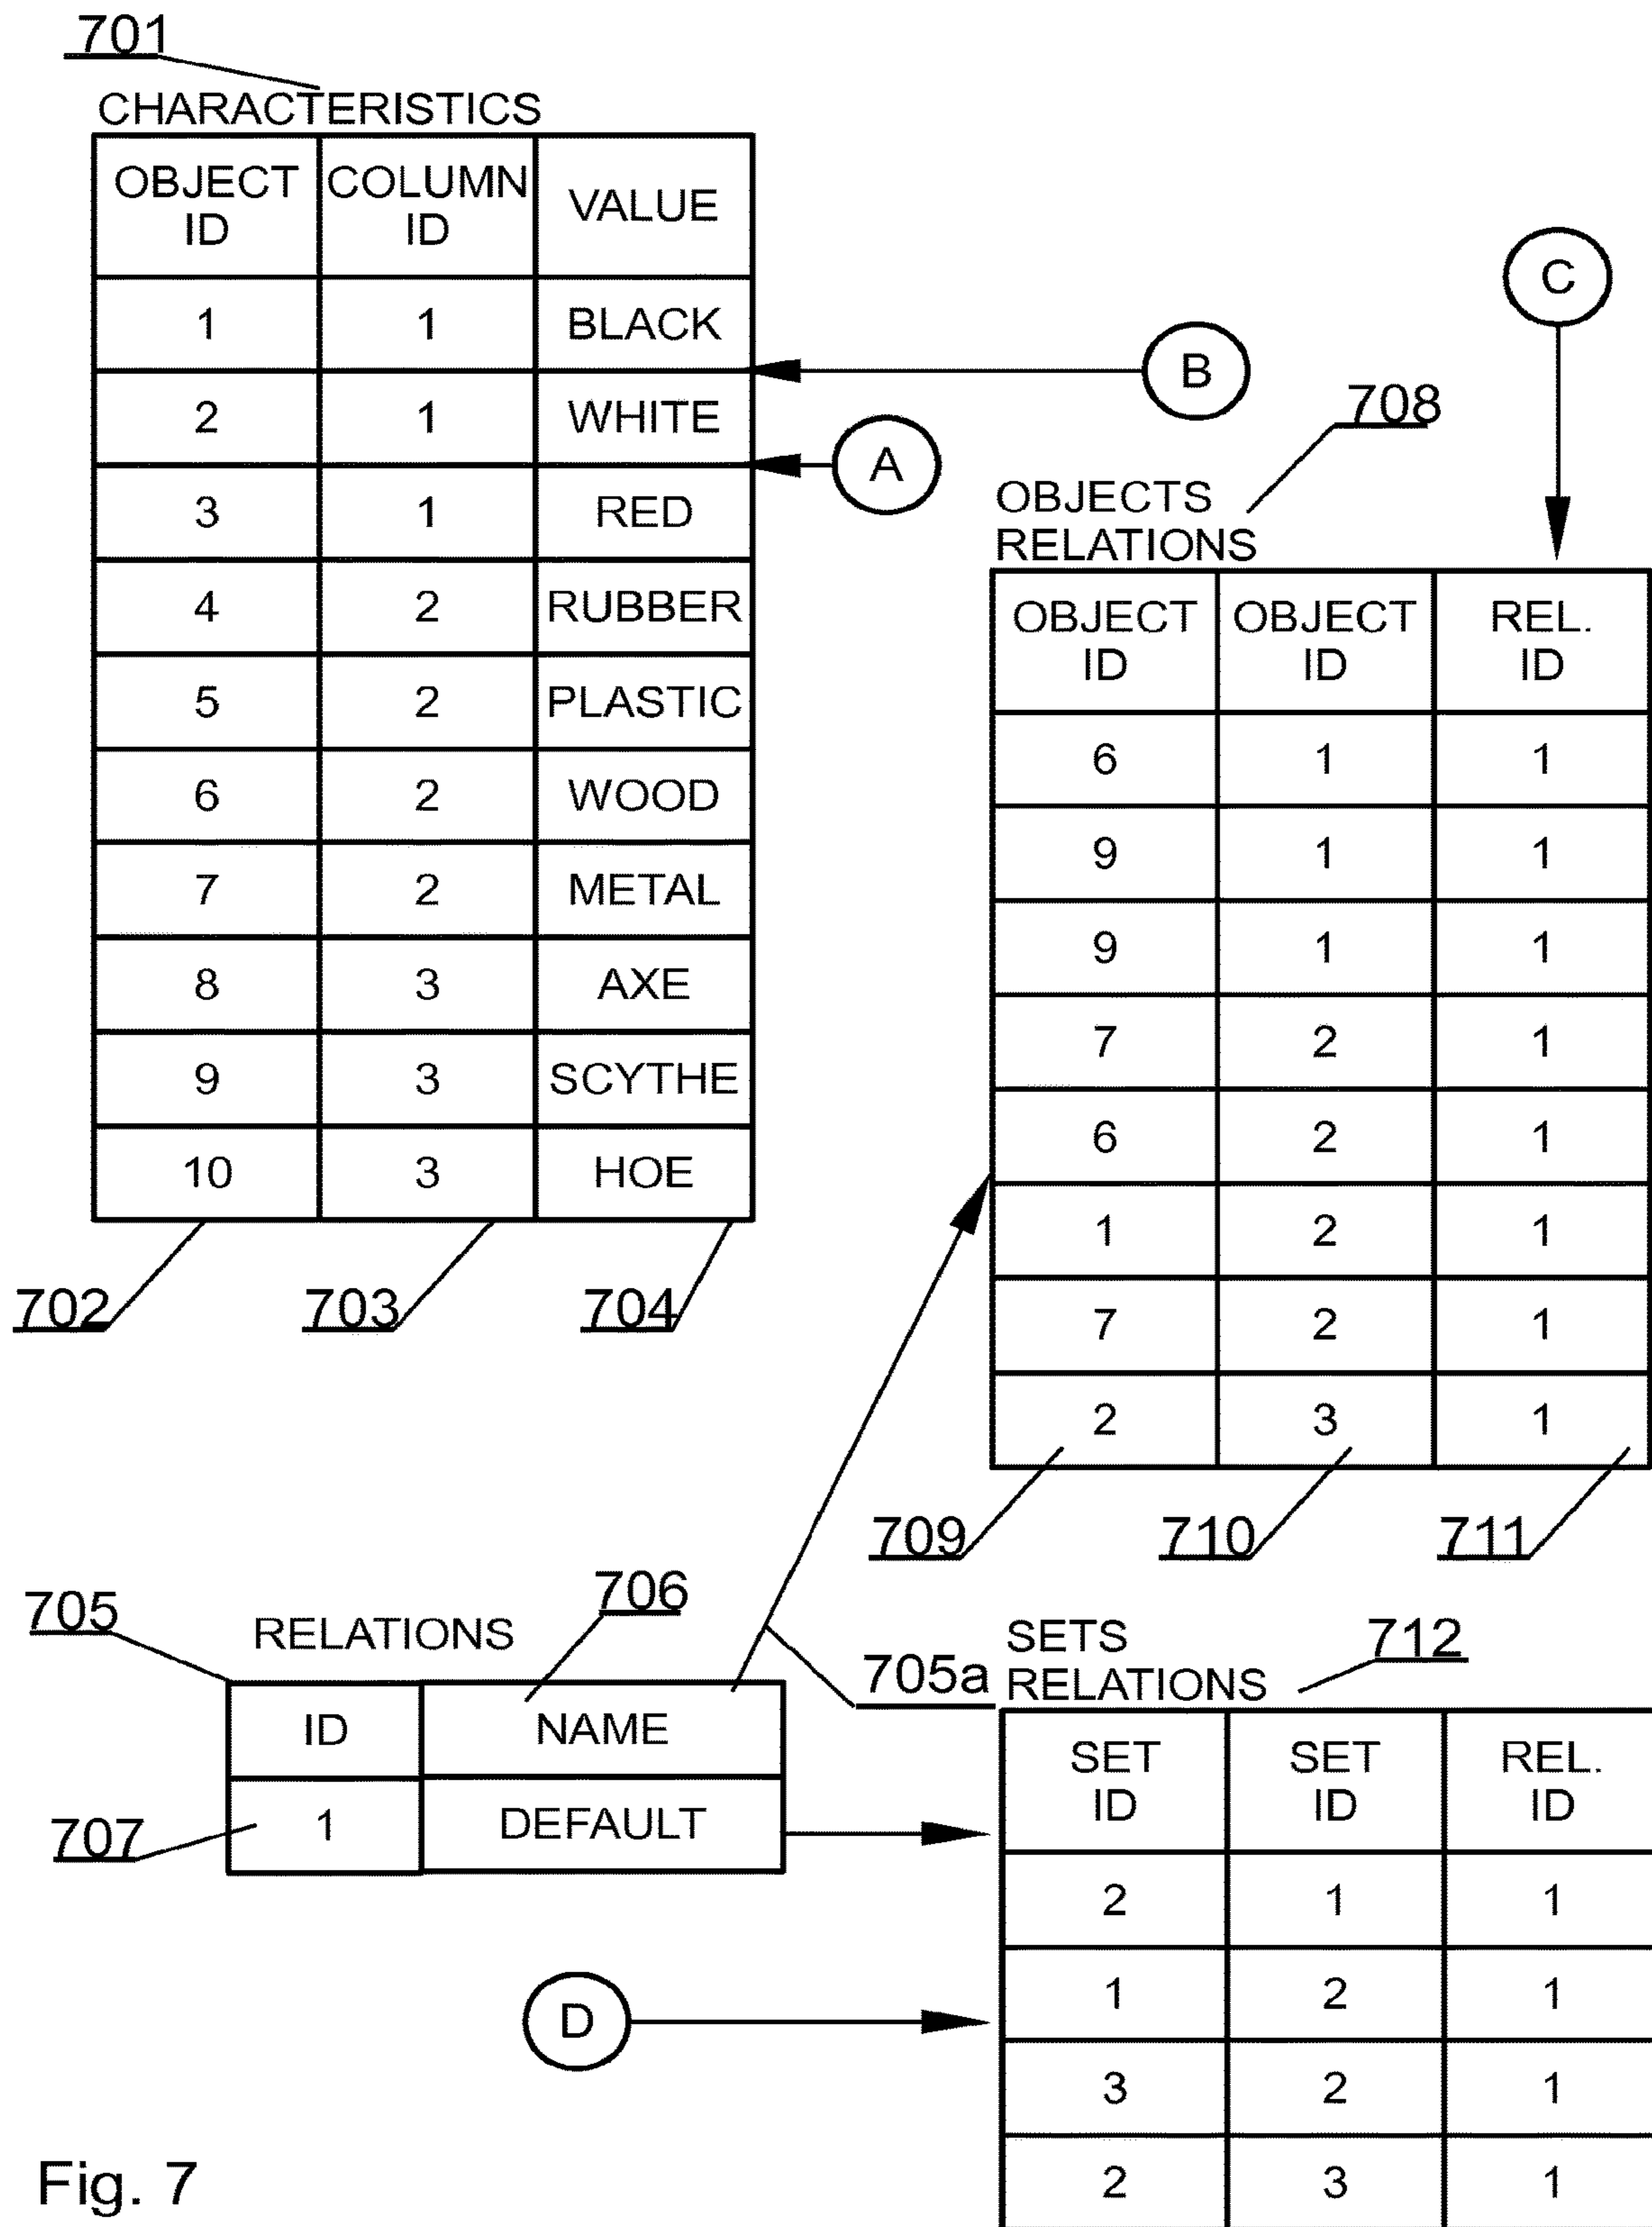 701
CHARACTERISTICS
OBJECT ID COLUMN ID VALUE
1 1 BLACK
2 1 WHITE
3 1 RED
4 2 RUBBER
5 2 PLASTIC
6 2 WOOD
7 2 METAL
8 3 AXE
9 3 SCYTHE
10 3 HOE
702 703 704
B
A
C
708
OBJECTS
RELATIONS
OBJECT ID OBJECT ID REL. ID
6 1 1
9 1 1
9 1 1
7 2 1
6 2 1
1 2 1
7 2 1
2 3 1
709 710 711
705 RELATIONS 706
ID NAME
1 DEFAULT
707
705a
D
SETS
RELATIONS
712
SET ID SET ID REL. ID
2 1 1
1 2 1
3 2 1
2 3 1
Fig. 7